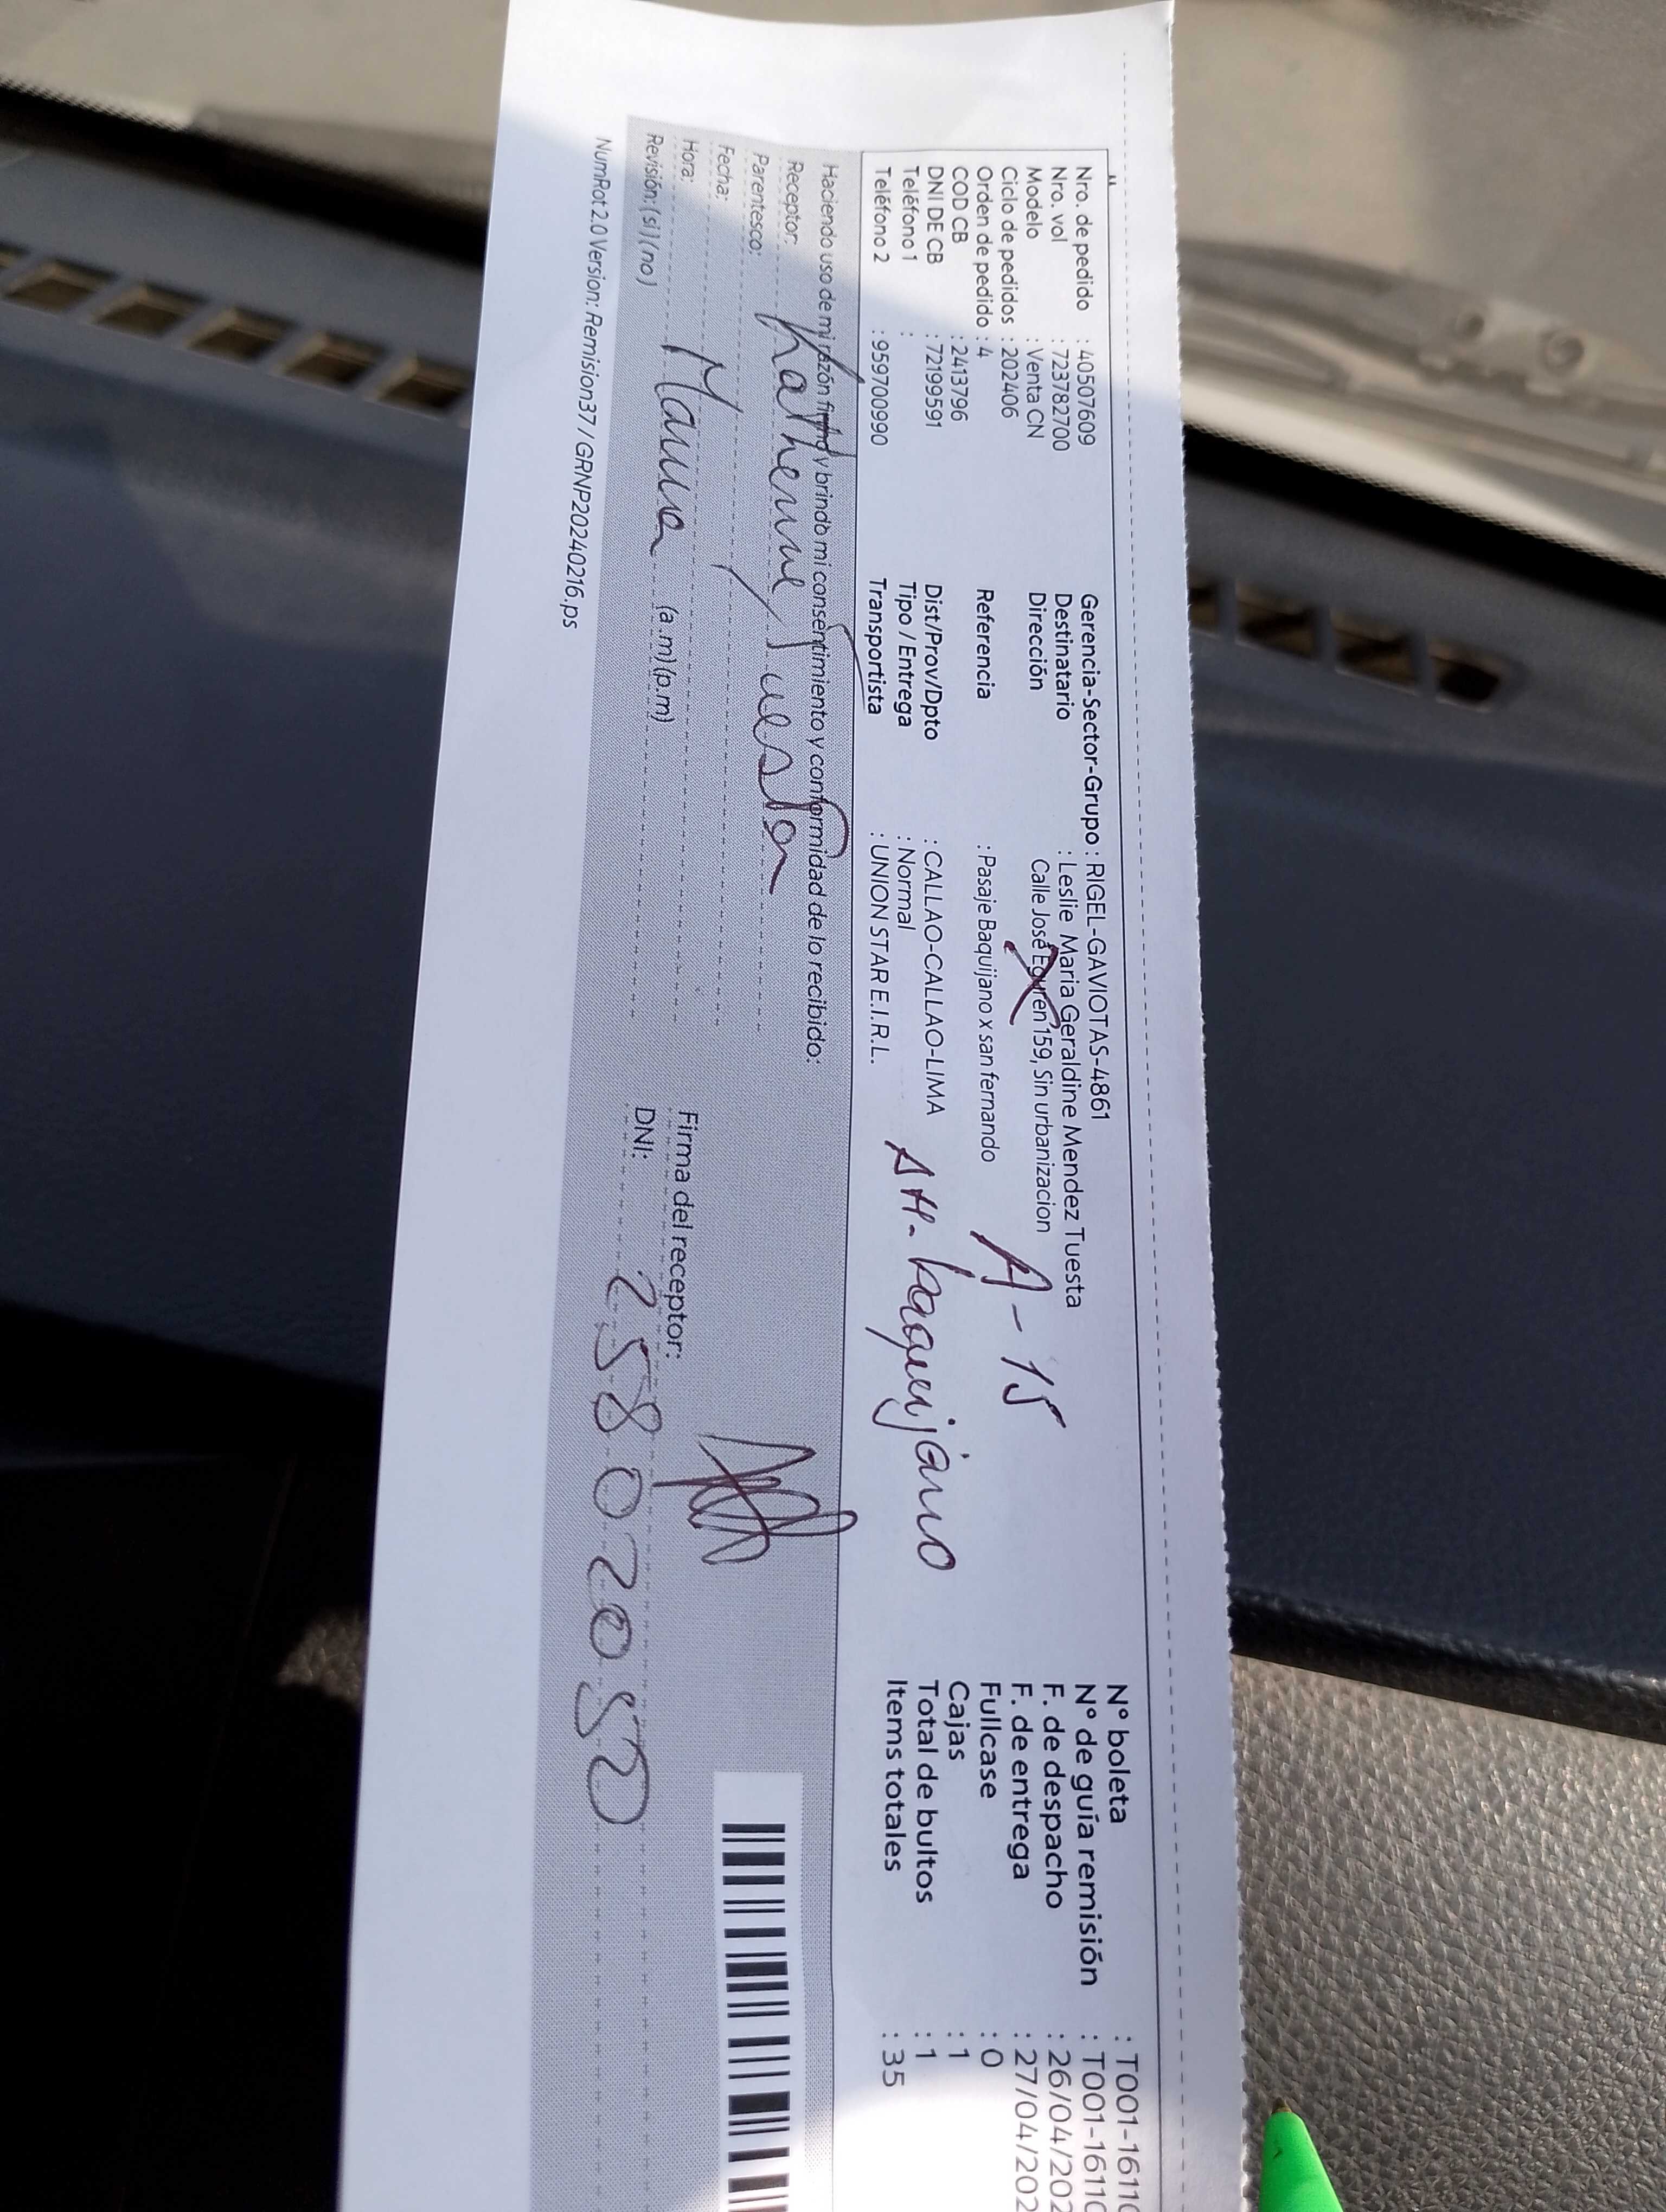 Nro. de pedido : 40507609
Nro. vol : 723782700
Modelo : Venta CN
Ciclo de pedidos : 202406
Orden de pedido : 4
COD CB : 2413796
DNI DE CB : 72199591
Teléfono 1 :
Teléfono 2 : 959700990
Gerencia-Sector-Grupo : RIGEL-GAVIOTAS-4861
Destinatario : Leslie Maria Geraldine Mendez Tuesta
Dirección Calle José Eguren 159, Sin urbanizacion
A-15
Referencia : Pasaje Baquijano x san fernando
Dist/Prov/Dpto : CALLAO-CALLAO-LIMA
Tipo / Entrega : Normal
Transportista : UNION STAR E.I.R.L.
AH. baquijano
N° boleta : T001-1611
N° de guía remisión : T001-1611
F. de despacho : 26/04/202
F. de entrega : 27/04/202
Fullcase : 0
Cajas : 1
Total de bultos : 1
Items totales : 35
Haciendo uso de mi razón firmo y brindo mi consentimiento y conformidad de lo recibido:
Receptor: Katherine Tuesta
Parentesco:
Fecha:
Hora: Mama (a.m)(p.m)
Revisión: (si) (no)
Firma del receptor:
DNI: 25802050
NumRot 2.0 Version: Remision37 / GRNP20240216.ps